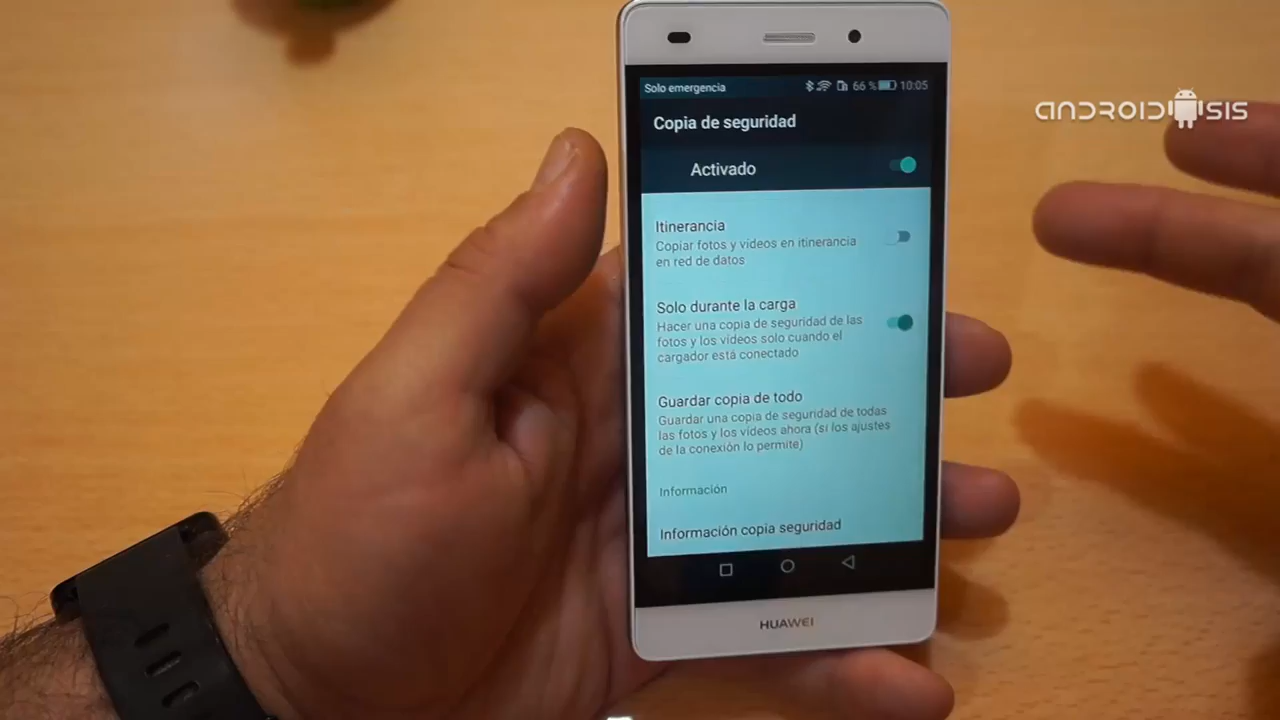 Solo emergencia 66 % 10:05
ANDROIDSIS
Copia de seguridad
Activado
Itinerancia
Copiar fotos y vídeos en itinerancia
en red de datos
Solo durante la carga
Hacer una copia de seguridad de las
fotos y los vídeos solo cuando el
cargador está conectado
Guardar copia de todo
Guardar una copia de seguridad de todas
las fotos y los vídeos ahora (si los ajustes
de la conexión lo permite)
Información
Información copia seguridad
HUAWEI